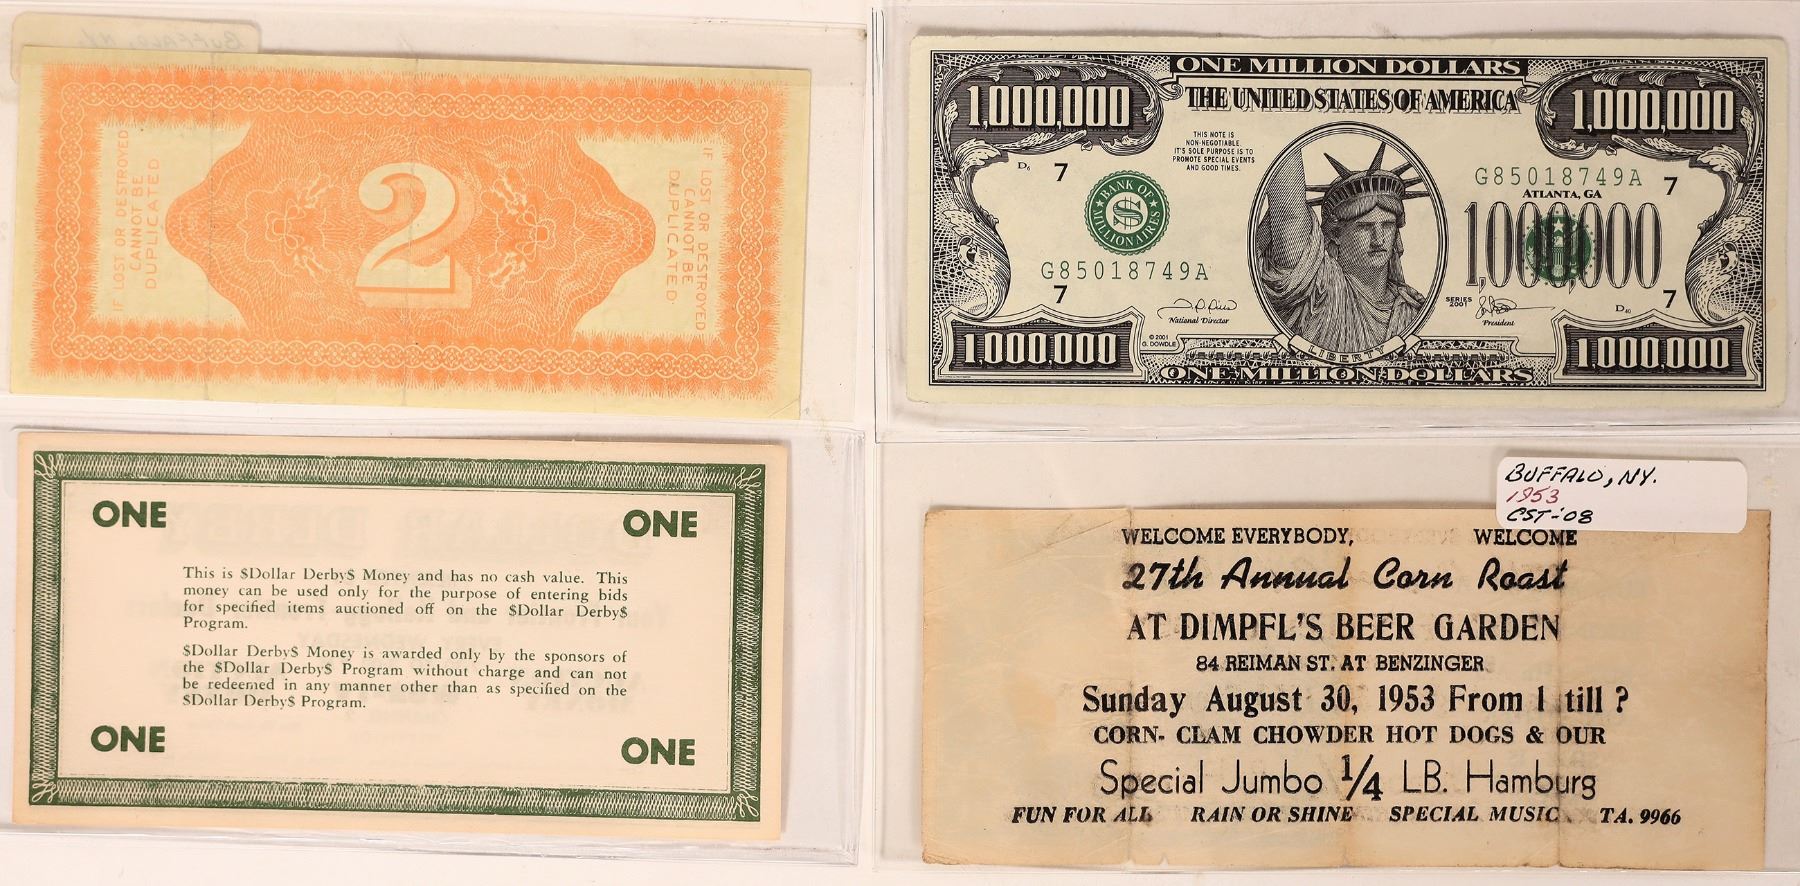 IF LOST OR DESTROYED
CANNOT BE
DUPLICATED
2
IF LOST OR DESTROYED
CANNOT BE
DUPLICATED
ONE MILLION DOLLARS
THE UNITED STATES OF AMERICA
1,000,000
1,000,000
THIS NOTE IS
NON-NEGOTIABLE.
IT'S SOLE PURPOSE IS TO
PROMOTE SPECIAL EVENTS
AND GOOD TIMES.
D6
7
BANK OF
MILLIONAIRES
$
G85018749A
7
G85018749A
ATLANTA, GA
7
1,000,000
SERIES
2001
National Director
President
D40
7
© 2001
G. DOWDLE
LIBERTY
1,000,000
1,000,000
ONE MILLION DOLLARS
ONE
ONE
This is $Dollar Derby$ Money and has no cash value. This
money can be used only for the purpose of entering bids
for specified items auctioned off on the $Dollar Derby$
Program.
$Dollar Derby$ Money is awarded only by the sponsors of
the $Dollar Derby$ Program without charge and can not
be redeemed in any manner other than as specified on the
$Dollar Derby$ Program.
ONE
ONE
BUFFALO, NY.
1953
CST-'08
WELCOME EVERYBODY, WELCOME
27th Annual Corn Roast
AT DIMPFL'S BEER GARDEN
84 REIMAN ST. AT BENZINGER
Sunday August 30, 1953 From 1 till ?
CORN- CLAM CHOWDER HOT DOGS & OUR
Special Jumbo 1/4 LB. Hamburg
FUN FOR ALL RAIN OR SHINE SPECIAL MUSIC TA. 9966